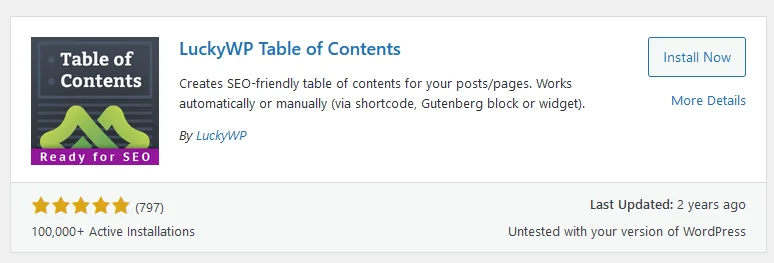 Table of
Contents
Ready for SEO
LuckyWP Table of Contents
Creates SEO-friendly table of contents for your posts/pages. Works
automatically or manually (via shortcode, Gutenberg block or widget).
By LuckyWP
Install Now
More Details
(797)
100,000+ Active Installations
Last Updated: 2 years ago
Untested with your version of WordPress